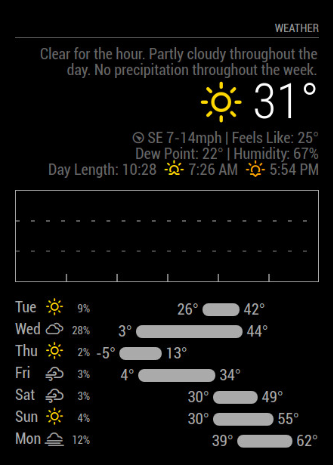 WEATHER
Clear for the hour. Partly cloudy throughout the
day. No precipitation throughout the week.
31°
SE 7-14mph | Feels Like: 25°
Dew Point: 22° | Humidity: 67%
Day Length: 10:28 7:26 AM 5:54 PM
Tue 9% 26° 42°
Wed 28% 3° 44°
Thu 2% -5° 13°
Fri 3% 4° 34°
Sat 3% 30° 49°
Sun 4% 30° 55°
Mon 12% 39° 62°